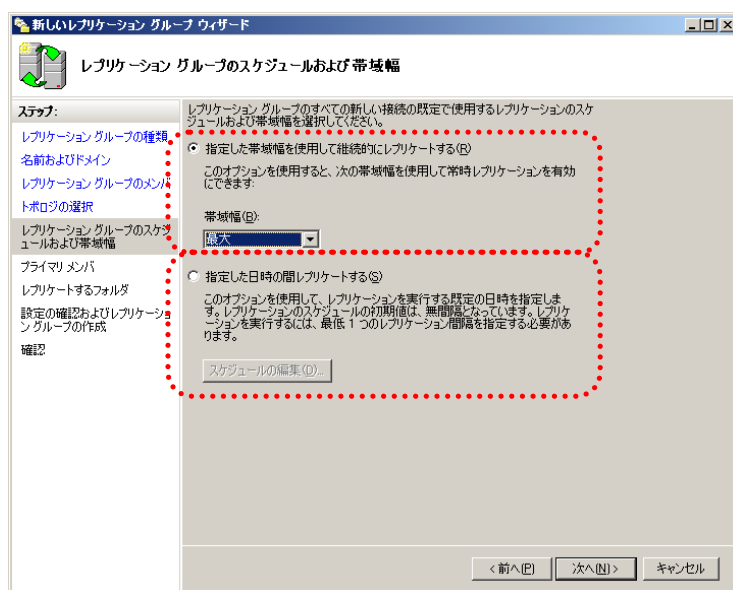 新しいレプリケーション グループ ウィザード
レプリケーション グループのスケジュールおよび帯域幅
ステップ:
レプリケーション グループの種類
名前およびドメイン
レプリケーション グループのメンバ
トポロジの選択
レプリケーション グループのスケジ
ュールおよび帯域幅
プライマリ メンバ
レプリケートするフォルダ
設定の確認およびレプリケーショ
ン グループの作成
確認
レプリケーション グループのすべての新しい接続の既定で使用するレプリケーションのスケ
ジュールおよび帯域幅を選択してください。
指定した帯域幅を使用して継続的にレプリケートする(R)
このオプションを使用すると、次の帯域幅を使用して常時レプリケーションを有効
にできます:
帯域幅(B):
最大
指定した日時の間レプリケートする(S)
このオプションを使用して、レプリケーションを実行する既定の日時を指定しま
す。レプリケーションのスケジュールの初期値は、無間隔となっています。レプリケ
ーションを実行するには、最低 1 つのレプリケーション間隔を指定する必要があ
ります。
スケジュールの編集(D)...
< 前へ(P)
次へ(N) >
キャンセル